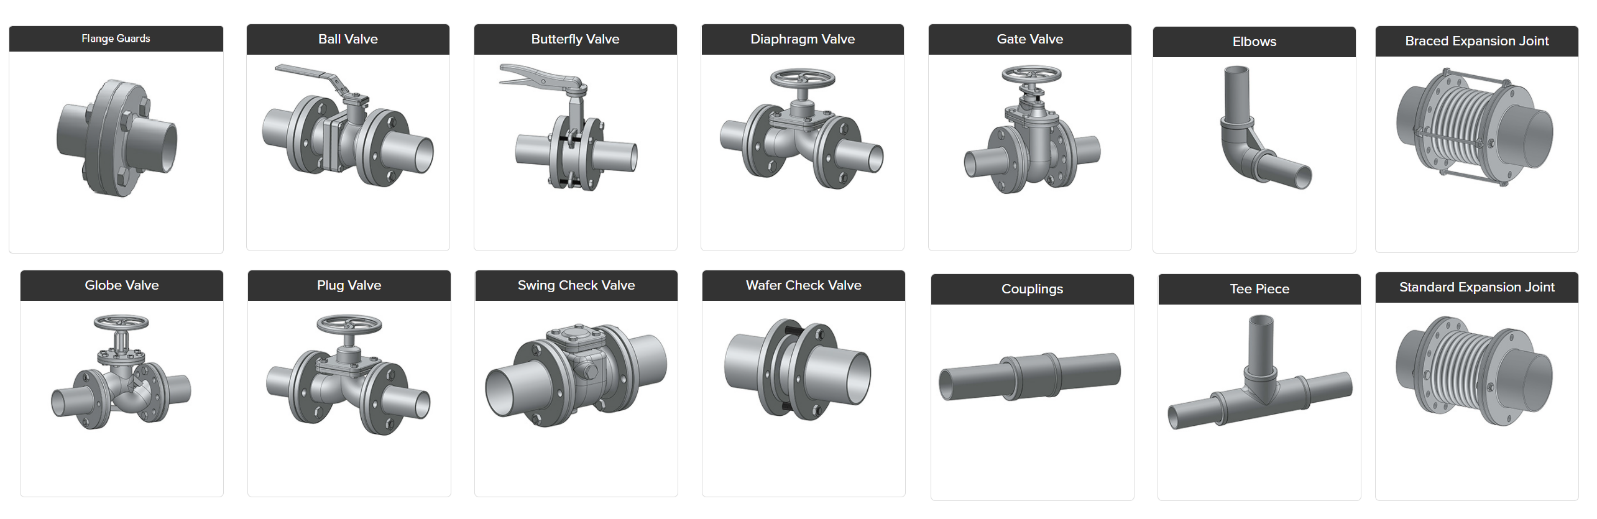 Flange Guards
Ball Valve
Butterfly Valve
Diaphragm Valve
Gate Valve
Elbows
Braced Expansion Joint
Globe Valve
Plug Valve
Swing Check Valve
Wafer Check Valve
Couplings
Tee Piece
Standard Expansion Joint